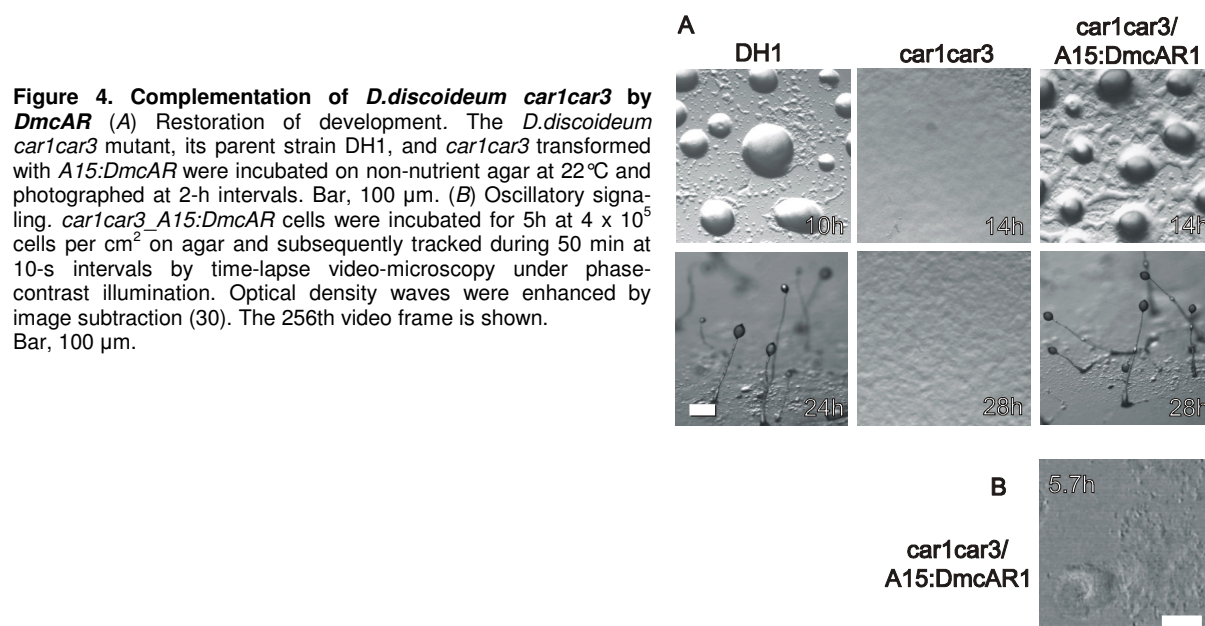 Figure 4. Complementation of D.discoideum car1car3 by
DmcAR (A) Restoration of development. The D.discoideum
car1car3 mutant, its parent strain DH1, and car1car3 transformed
with A15:DmcAR were incubated on non-nutrient agar at 22°C and
photographed at 2-h intervals. Bar, 100 µm. (B) Oscillatory signa-
ling. car1car3_A15:DmcAR cells were incubated for 5h at 4 x 10⁵
cells per cm² on agar and subsequently tracked during 50 min at
10-s intervals by time-lapse video-microscopy under phase-
contrast illumination. Optical density waves were enhanced by
image subtraction (30). The 256th video frame is shown.
Bar, 100 µm.
A
DH1
car1car3
car1car3/
A15:DmcAR1
10h
14h
14h
24h
28h
28h
B
5.7h
car1car3/
A15:DmcAR1